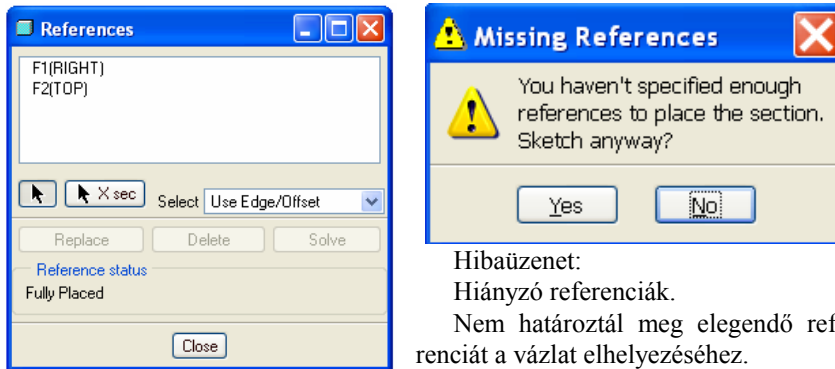 References
F1(RIGHT)
F2(TOP)
X sec
Select Use Edge/Offset
Replace Delete Solve
Reference status
Fully Placed
Close
Missing References
You haven't specified enough
references to place the section.
Sketch anyway?
Yes No
Hibaüzenet:
Hiányzó referenciák.
Nem határoztál meg elegendő ref
renciát a vázlat elhelyezéséhez.